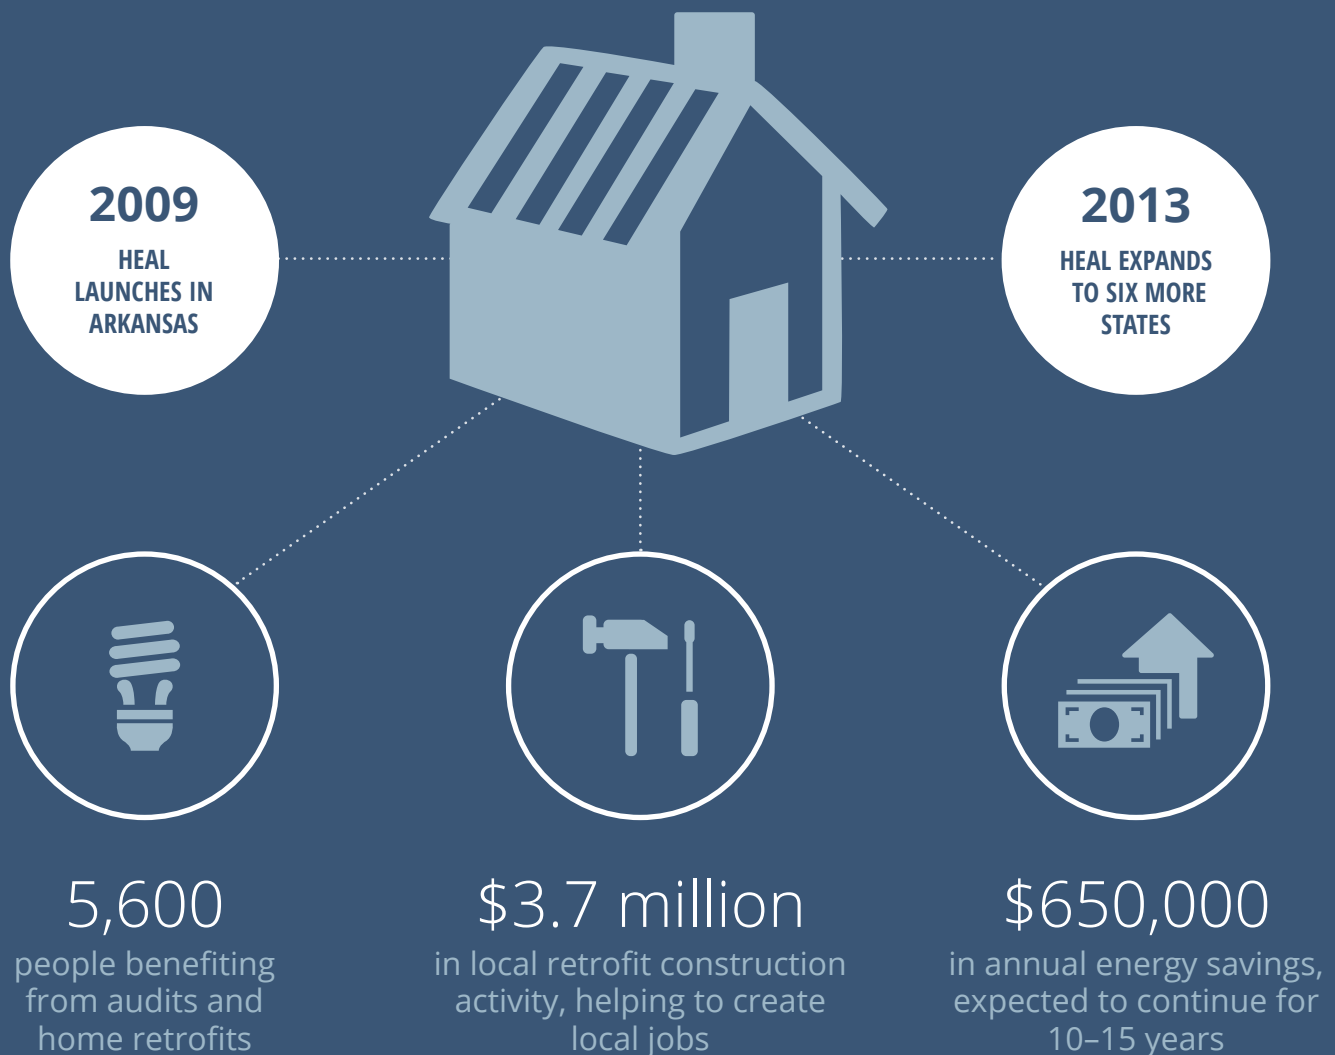 2009
HEAL
LAUNCHES IN
ARKANSAS
2013
HEAL EXPANDS
TO SIX MORE
STATES
5,600
people benefiting
from audits and
home retrofits
$3.7 million
in local retrofit construction
activity, helping to create
local jobs
$650,000
in annual energy savings,
expected to continue for
10–15 years